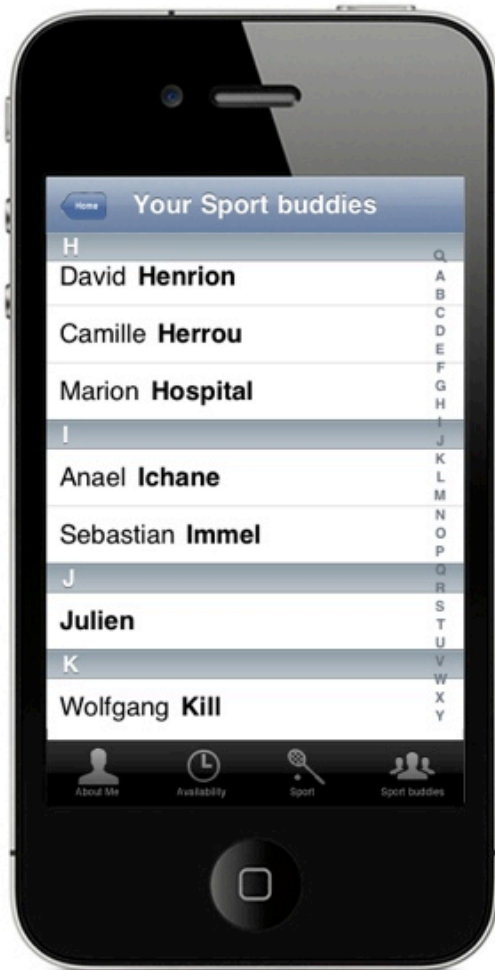 Home Your Sport buddies
H
David Henrion
Camille Herrou
Marion Hospital
I
Anael Ichane
Sebastian Immel
J
Julien
K
Wolfgang Kill
A
B
C
D
E
F
G
H
I
J
K
L
M
N
O
P
Q
R
S
T
U
V
W
X
Y
About Me Availability Sport Sport buddies